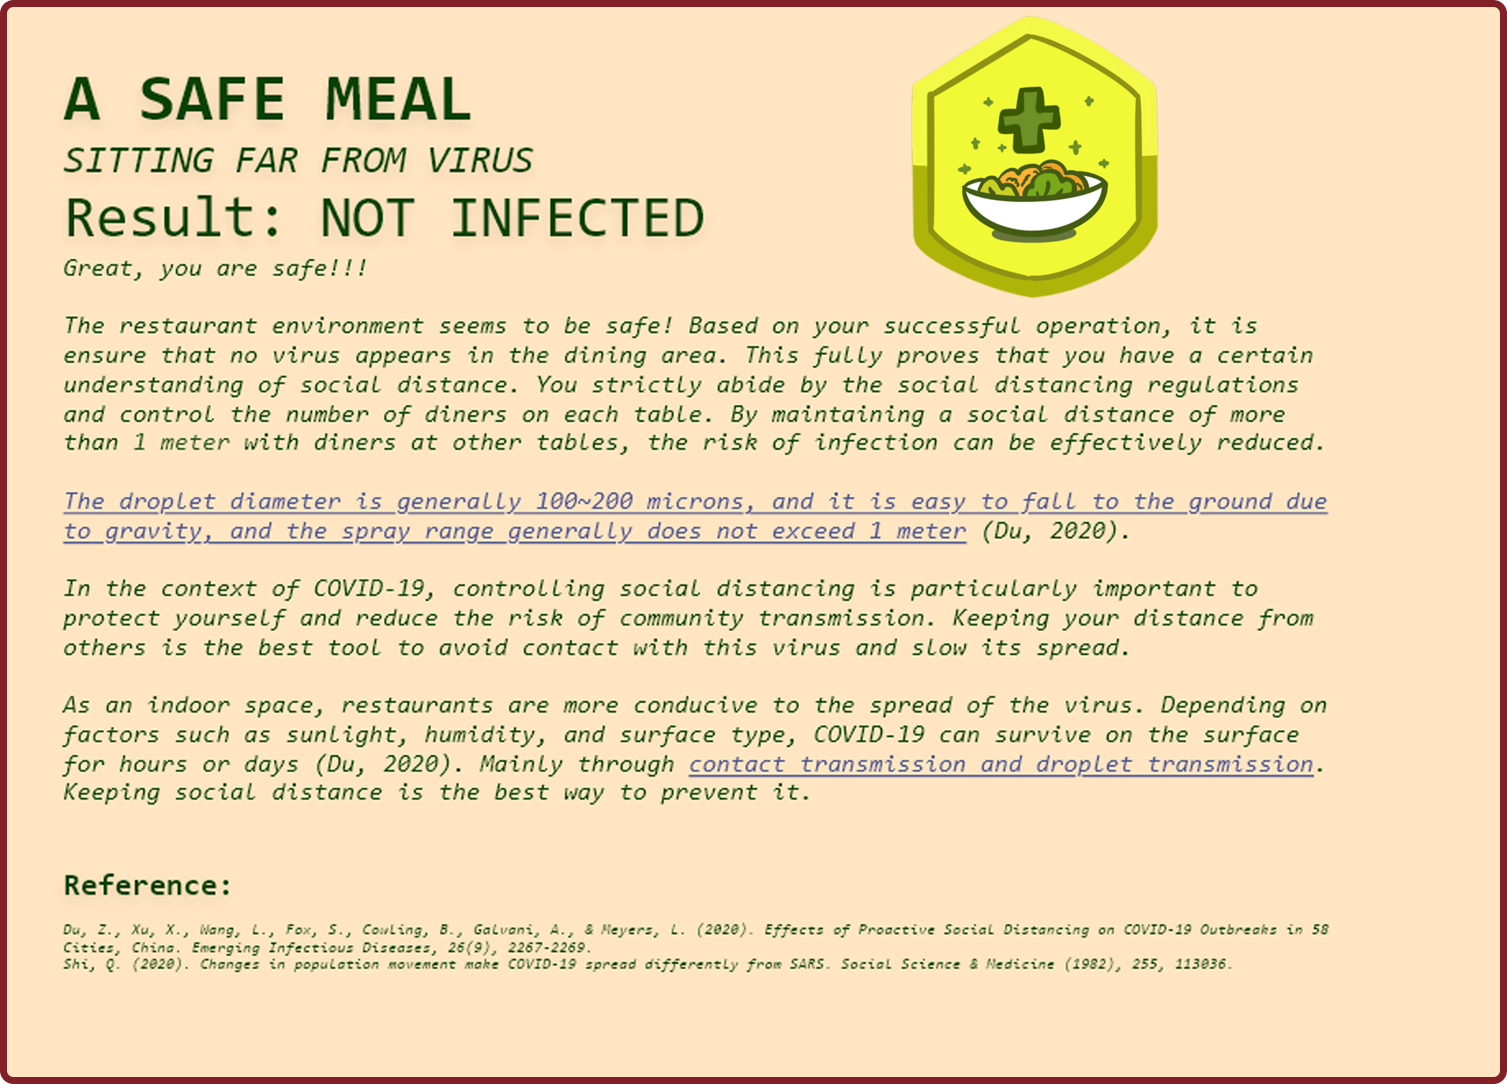 A SAFE MEAL
SITTING FAR FROM VIRUS
Result: NOT INFECTED
Great, you are safe!!!
The restaurant environment seems to be safe! Based on your successful operation, it is
ensure that no virus appears in the dining area. This fully proves that you have a certain
understanding of social distance. You strictly abide by the social distancing regulations
and control the number of diners on each table. By maintaining a social distance of more
than 1 meter with diners at other tables, the risk of infection can be effectively reduced.
The droplet diameter is generally 100~200 microns, and it is easy to fall to the ground due
to gravity, and the spray range generally does not exceed 1 meter (Du, 2020).
In the context of COVID-19, controlling social distancing is particularly important to
protect yourself and reduce the risk of community transmission. Keeping your distance from
others is the best tool to avoid contact with this virus and slow its spread.
As an indoor space, restaurants are more conducive to the spread of the virus. Depending on
factors such as sunlight, humidity, and surface type, COVID-19 can survive on the surface
for hours or days (Du, 2020). Mainly through contact transmission and droplet transmission.
Keeping social distance is the best way to prevent it.
Reference:
Du, Z., Xu, X., Wang, L., Fox, S., Cowling, B., Galvani, A., & Meyers, L. (2020). Effects of Proactive Social Distancing on COVID-19 Outbreaks in 58
Cities, China. Emerging Infectious Diseases, 26(9), 2267-2269.
Shi, Q. (2020). Changes in population movement make COVID-19 spread differently from SARS. Social Science & Medicine (1982), 255, 113036.